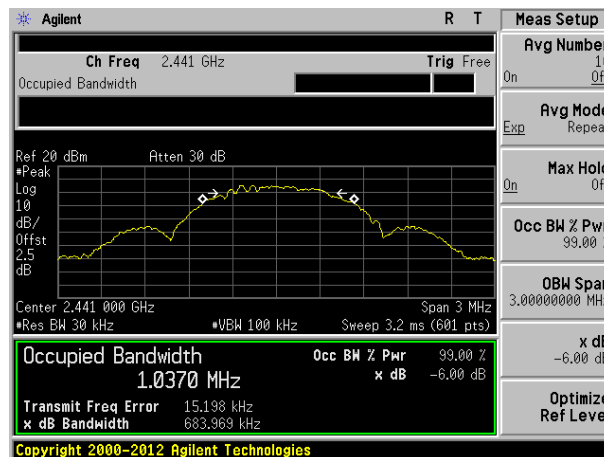 Agilent R T Meas Setup
Ch Freq 2.441 GHz Trig Free
Occupied Bandwidth
Avg Number
On
Avg Mode
Exp
Max Hold
On
Occ BW % Pwr
99.00
OBW Span
3.00000000
x dB
-6.00
Optimize
Ref Level
Ref 20 dBm Atten 30 dB
#Peak
Log
10
dB/
Offst
2.5
dB
Center 2.441 000 GHz Span 3 MHz
#Res BW 30 kHz #VBW 100 kHz Sweep 3.2 ms (601 pts)
Occupied Bandwidth Occ BW % Pwr 99.00 %
1.0370 MHz x dB -6.00 dB
Transmit Freq Error 15.198 kHz
x dB Bandwidth 683.969 kHz
Copyright 2000-2012 Agilent Technologies